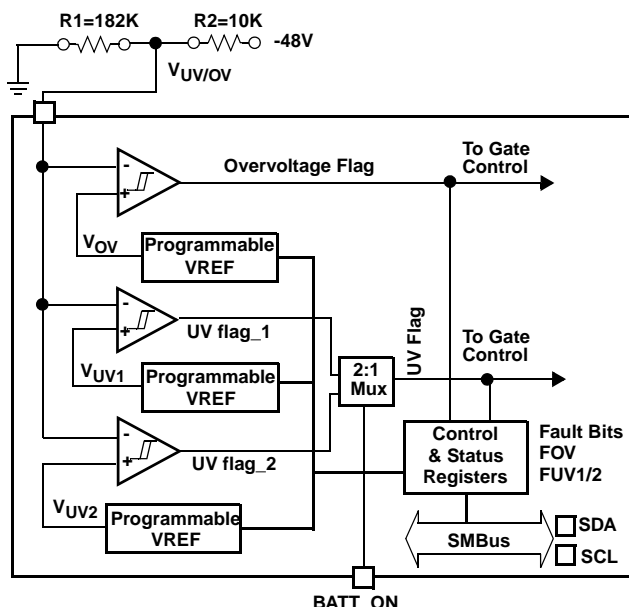 R1=182K
R2=10K
-48V
VUV/OV
-
+
Overvoltage Flag
To Gate
Control
VOV
Programmable
VREF
-
+
UV flag_1
UV Flag
To Gate
Control
VUV1
Programmable
VREF
2:1
Mux
-
+
UV flag_2
Control
& Status
Registers
Fault Bits
FOV
FUV1/2
VUV2
Programmable
VREF
SMBus
SDA
SCL
BATT_ON